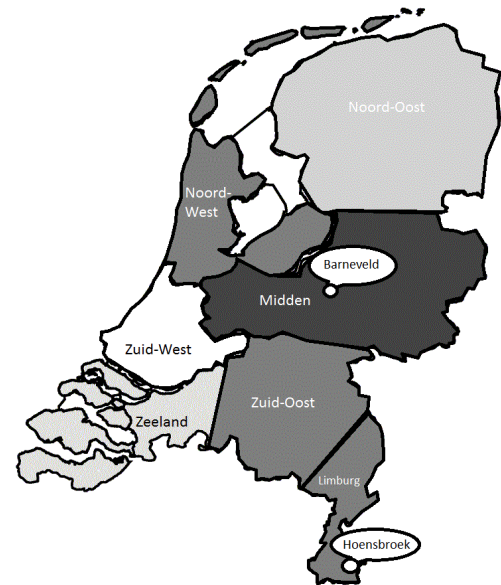 Noord-Oost
Noord-
West
Barneveld
Midden
Zuid-West
Zuid-Oost
Zeeland
Limburg
Hoensbroek